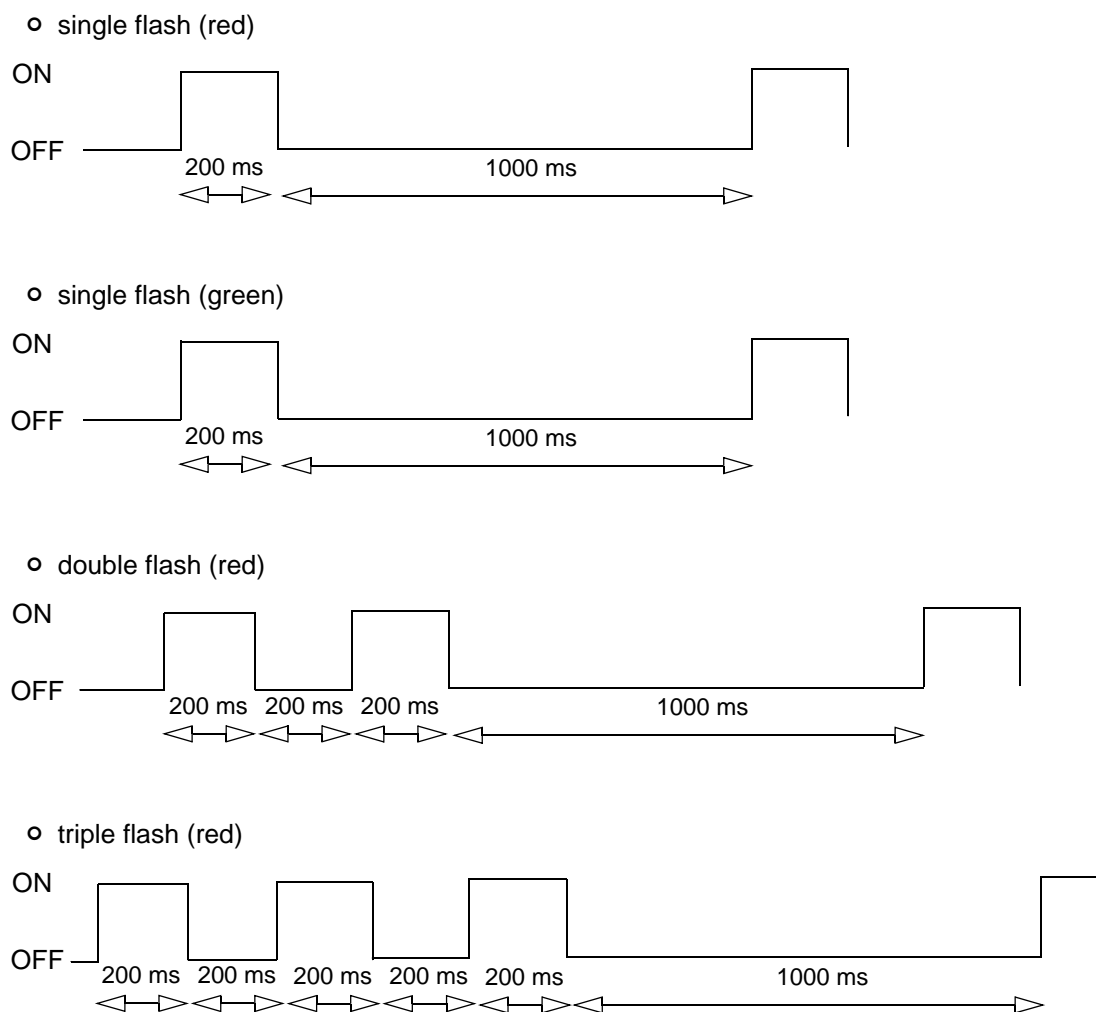 single flash (red)
ON
OFF
200 ms 1000 ms
single flash (green)
ON
OFF
200 ms 1000 ms
double flash (red)
ON
OFF
200 ms 200 ms 200 ms 1000 ms
triple flash (red)
ON
OFF
200 ms 200 ms 200 ms 200 ms 200 ms 1000 ms